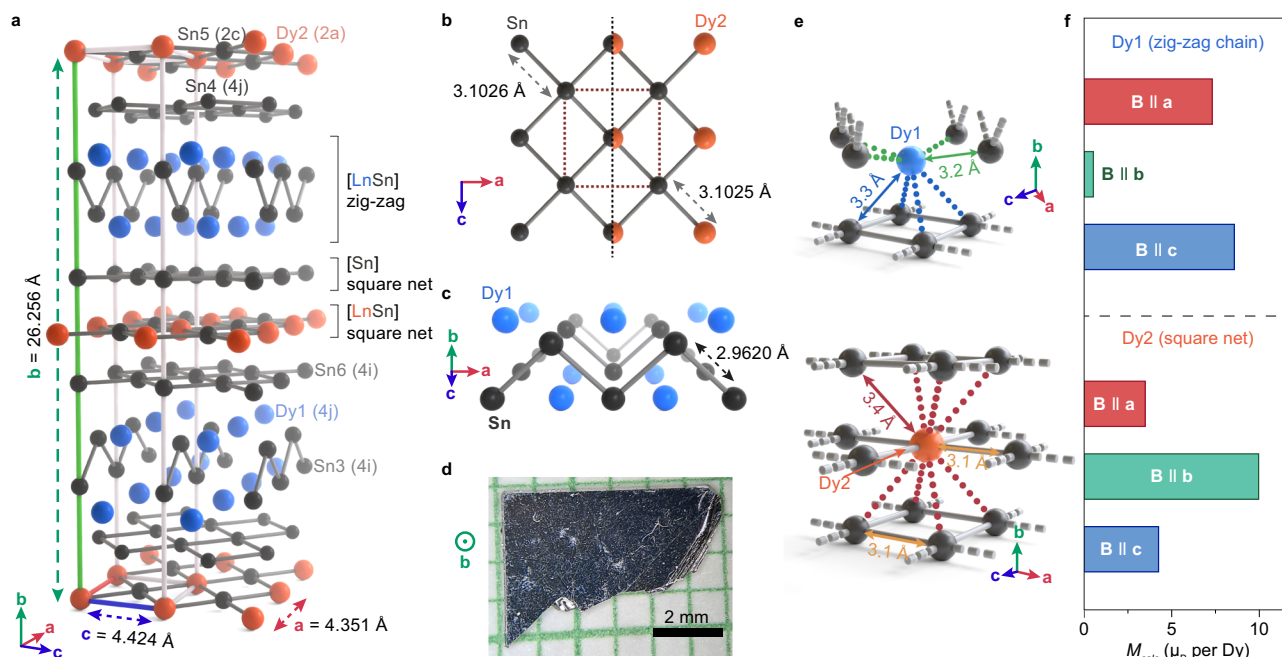 a
Sn5 (2c)
Dy2 (2a)
Sn4 (4j)
[LnSn]
zig-zag
[Sn]
square net
[LnSn]
square net
Sn6 (4i)
Dy1 (4j)
Sn3 (4i)
b = 26.256 Å
c = 4.424 Å
a = 4.351 Å
b
a
c
b
Sn
Dy2
3.1026 Å
3.1025 Å
a
c
c
Dy1
2.9620 Å
Sn
b
a
c
d
b
2 mm
e
Dy1
3.2 Å
3.3 Å
b
c
a
3.4 Å
3.1 Å
Dy2
3.1 Å
b
c
a
f
Dy1 (zig-zag chain)
B || a
B || b
B || c
Dy2 (square net)
B || a
B || b
B || c
0 5 10
(μB per Dy)